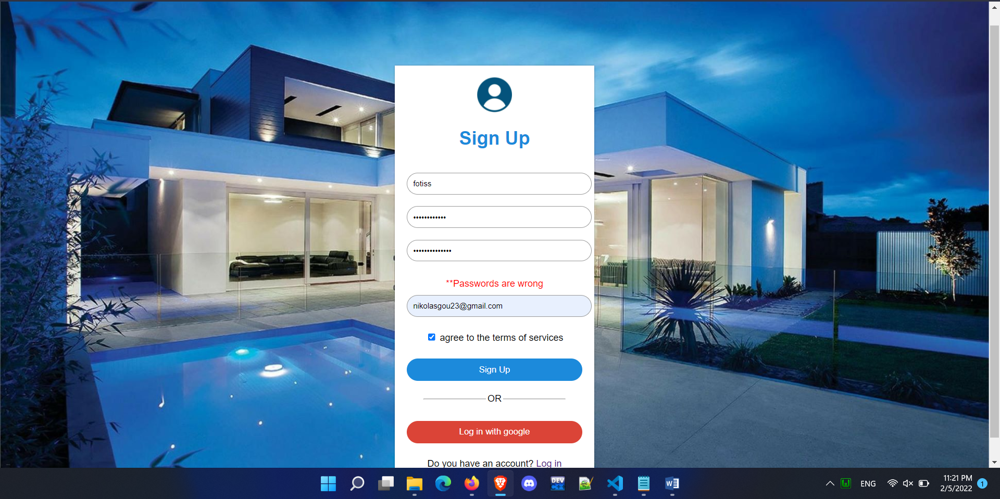 Sign Up
fotiss
••••••••••••
••••••••••••••
**Passwords are wrong
nikolasgou23@gmail.com
agree to the terms of services
Sign Up
OR
Log in with google
Do you have an account? Log in
DEV
C++
W
ENG
11:21 PM
2/5/2022
1